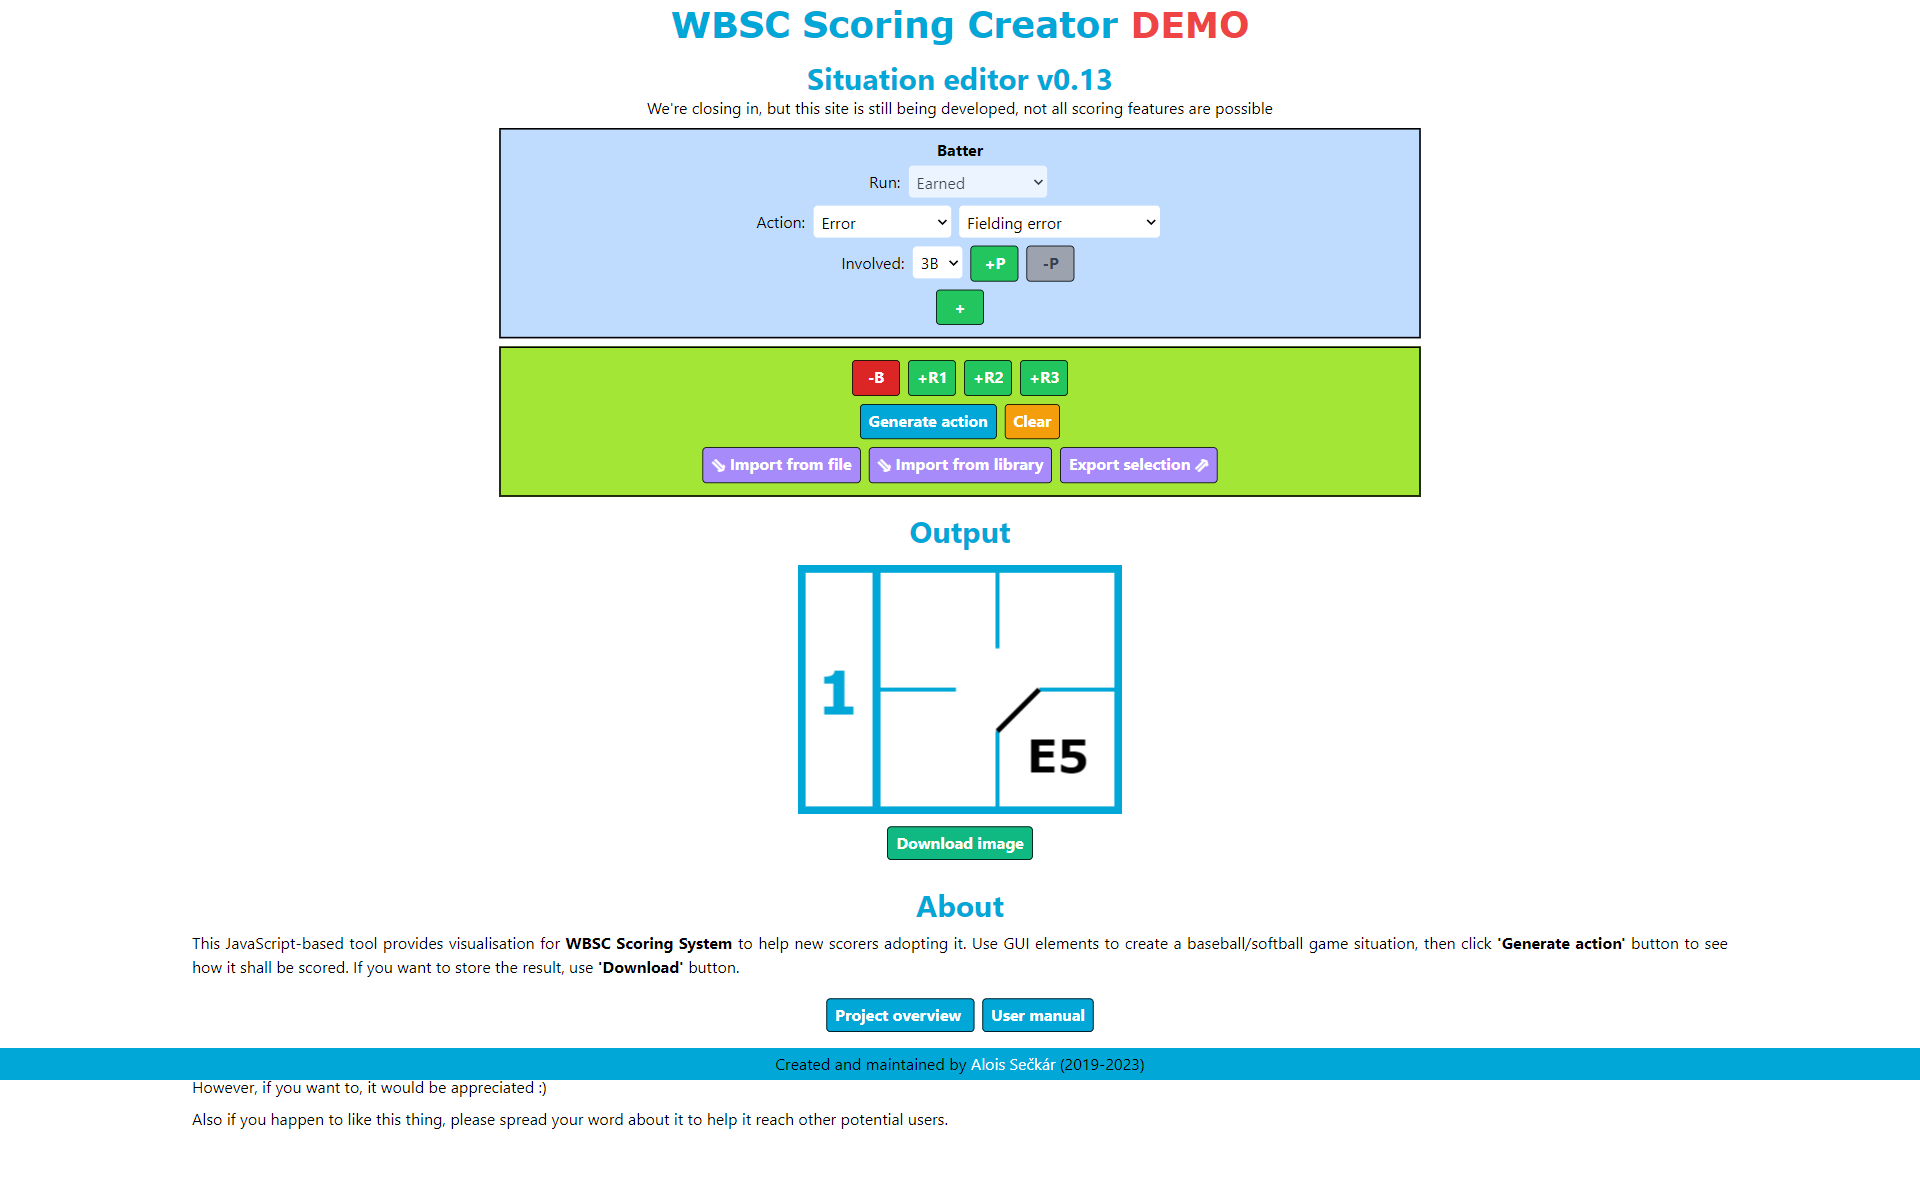 WBSC Scoring Creator DEMO
Situation editor v0.13
We're closing in, but this site is still being developed, not all scoring features are possible
Batter
Run: Earned
Action: Error Fielding error
Involved: 3B +P -P
+
-B +R1 +R2 +R3
Generate action Clear
⇘ Import from file ⇘ Import from library Export selection ⇗
Output
1
E5
Download image
About
This JavaScript-based tool provides visualisation for WBSC Scoring System to help new scorers adopting it. Use GUI elements to create a baseball/softball game situation, then click 'Generate action' button to see
how it shall be scored. If you want to store the result, use 'Download' button.
Project overview User manual
Created and maintained by Alois Sečkár (2019-2023)
However, if you want to, it would be appreciated :)
Also if you happen to like this thing, please spread your word about it to help it reach other potential users.